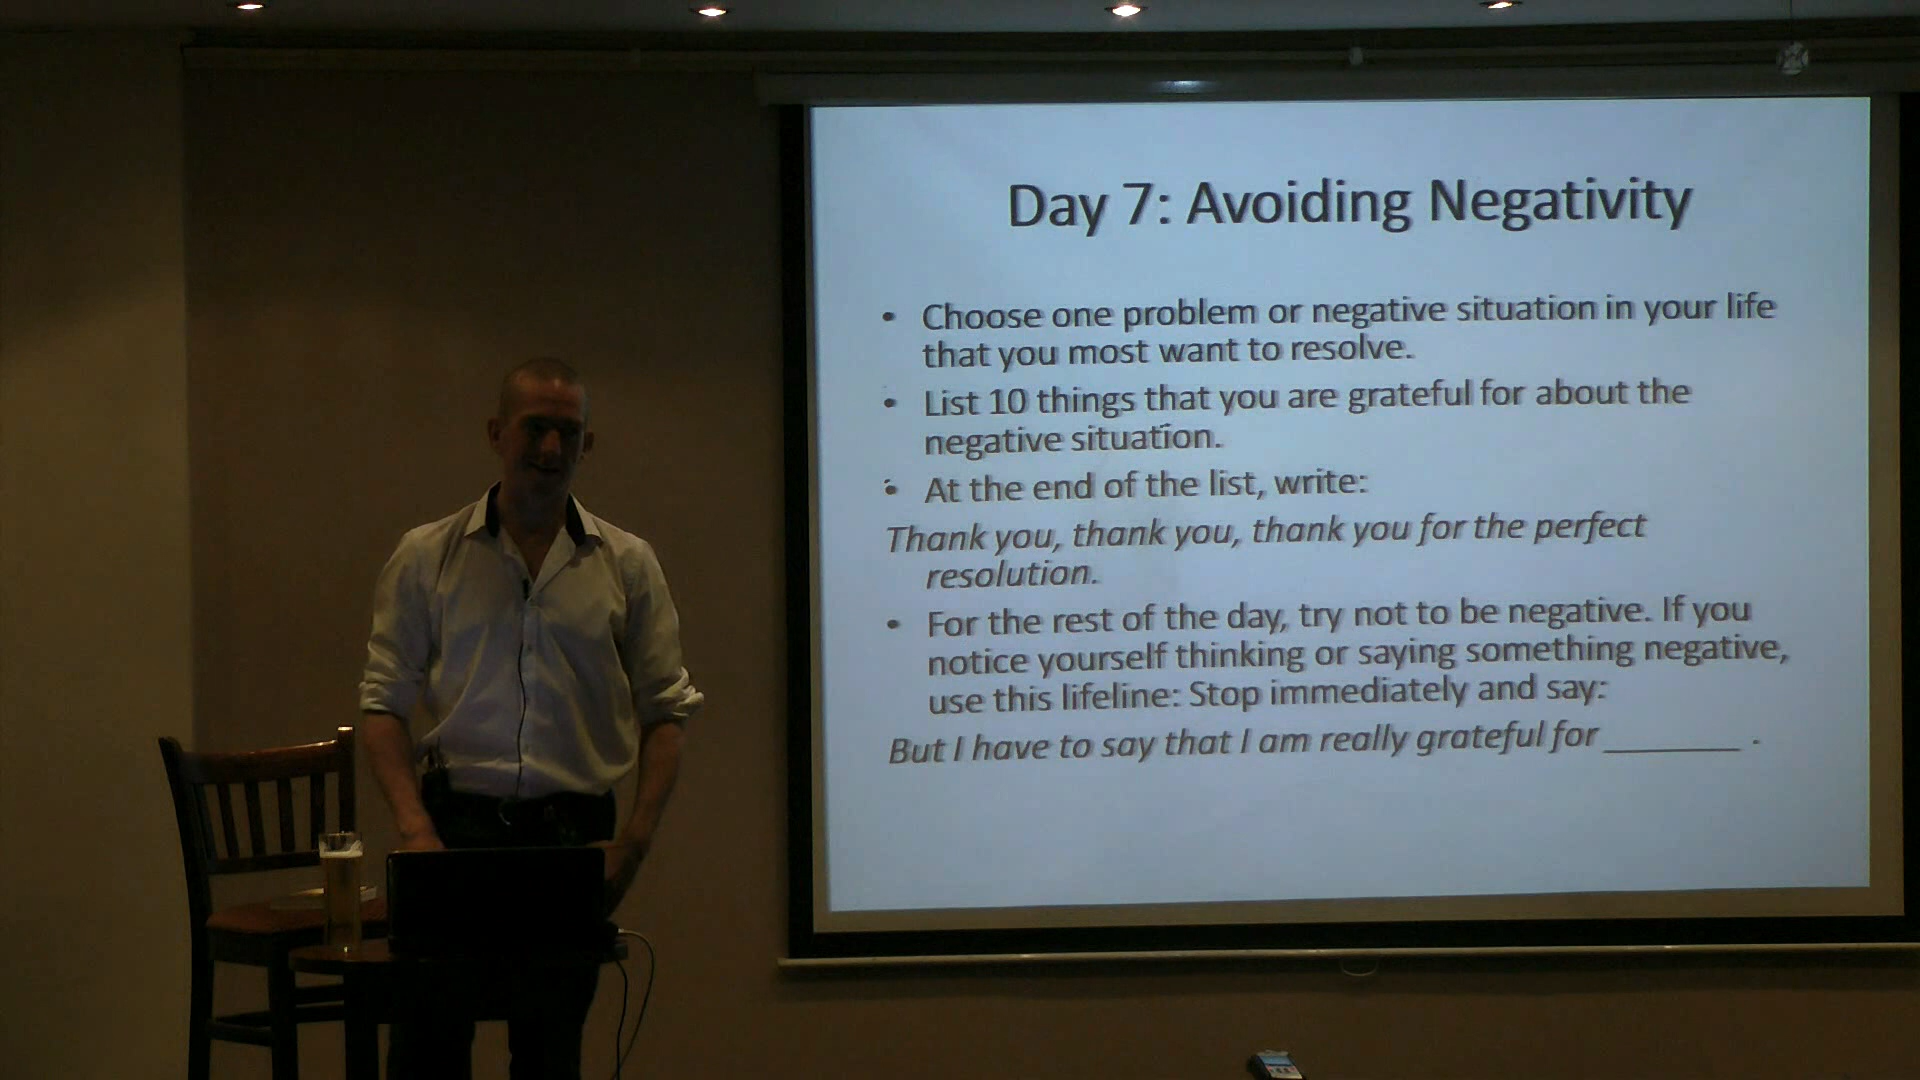 Day 7: Avoiding Negativity
• Choose one problem or negative situation in your life
that you most want to resolve.
• List 10 things that you are grateful for about the
negative situation.
• At the end of the list, write:
Thank you, thank you, thank you for the perfect
resolution.
• For the rest of the day, try not to be negative. If you
notice yourself thinking or saying something negative,
use this lifeline: Stop immediately and say:
But I have to say that I am really grateful for _______ .